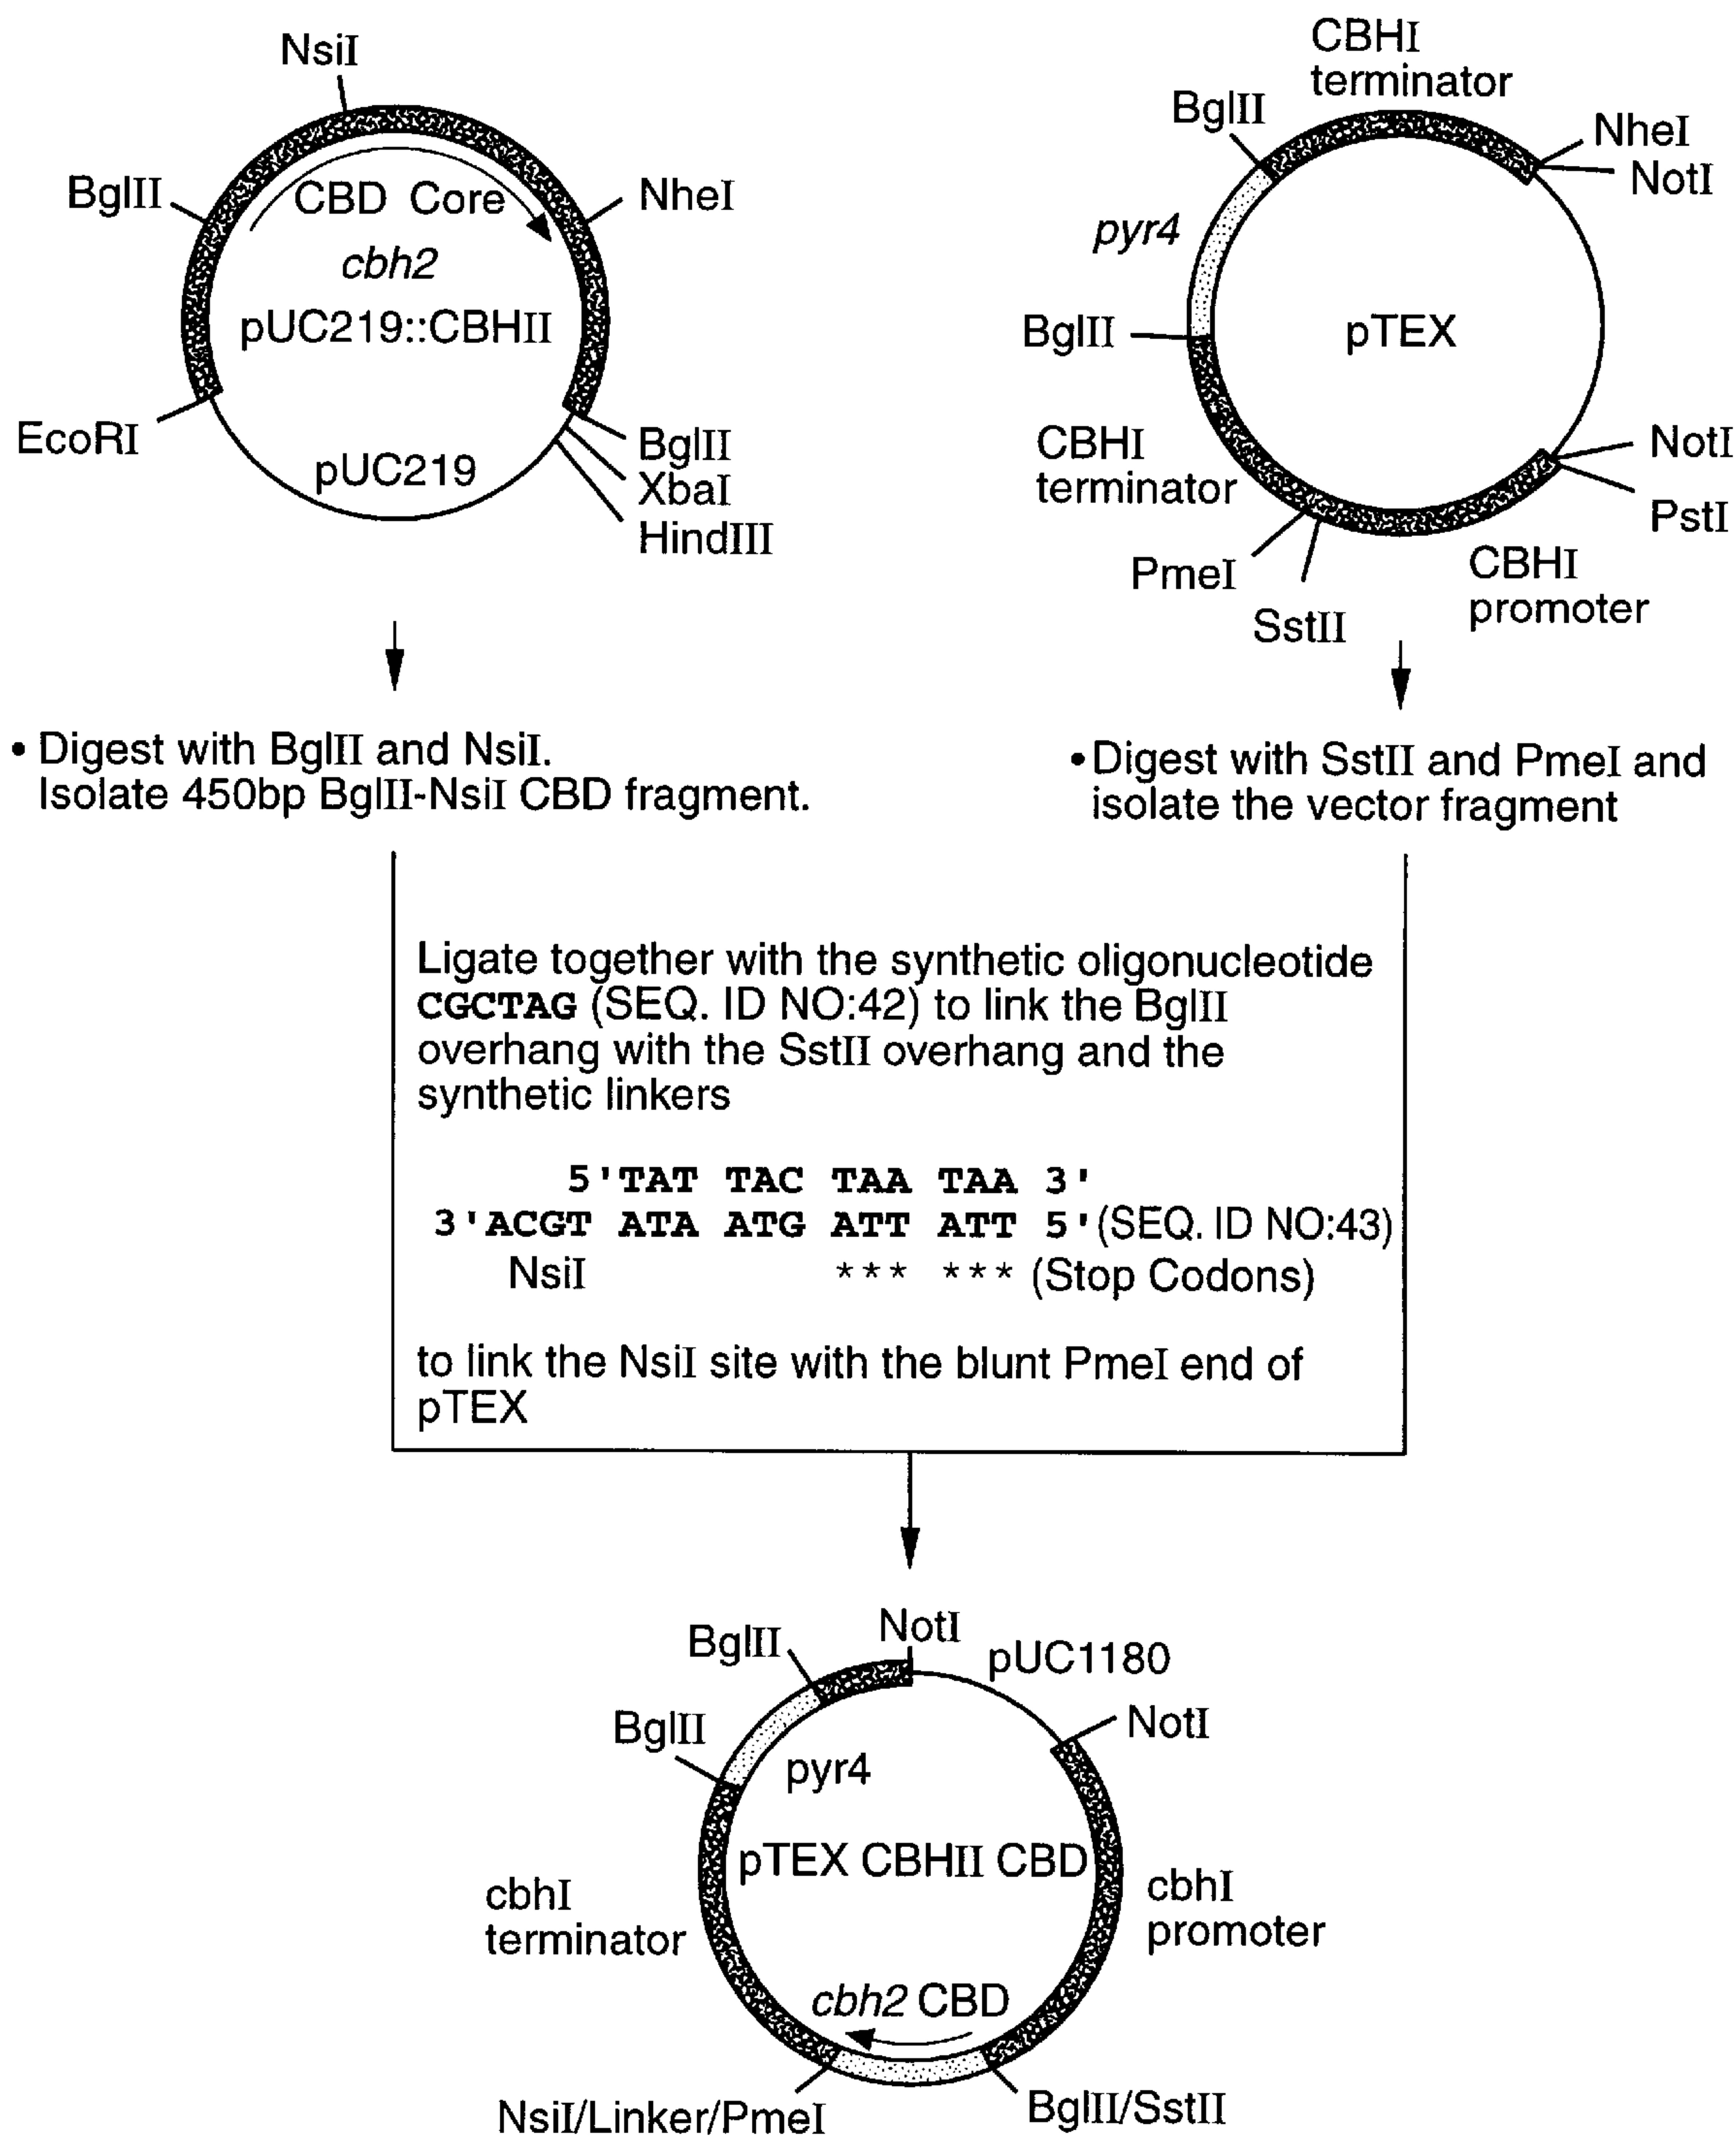 NsiI
BglII
NheI
CBD Core
cbh2
pUC219::CBHII
EcoRI
pUC219
BglII
XbaI
HindIII
CBHI
terminator
BglII
NheI
NotI
pyr4
BglII
pTEX
CBHI
terminator
NotI
PstI
PmeI
SstII
CBHI
promoter
• Digest with BglII and NsiI.
Isolate 450bp BglII-NsiI CBD fragment.
• Digest with SstII and PmeI and
isolate the vector fragment
Ligate together with the synthetic oligonucleotide
CGCTAG (SEQ. ID NO:42) to link the BglII
overhang with the SstII overhang and the
synthetic linkers
5'TAT TAC TAA TAA 3'
3'ACGT ATA ATG ATT ATT 5'(SEQ. ID NO:43)
NsiI *** *** (Stop Codons)
to link the NsiI site with the blunt PmeI end of
pTEX
NotI
BglII
pUC1180
BglII
NotI
pyr4
pTEX CBHII CBD
cbhI
terminator
cbhI
promoter
cbh2 CBD
NsiI/Linker/PmeI
BglII/SstII